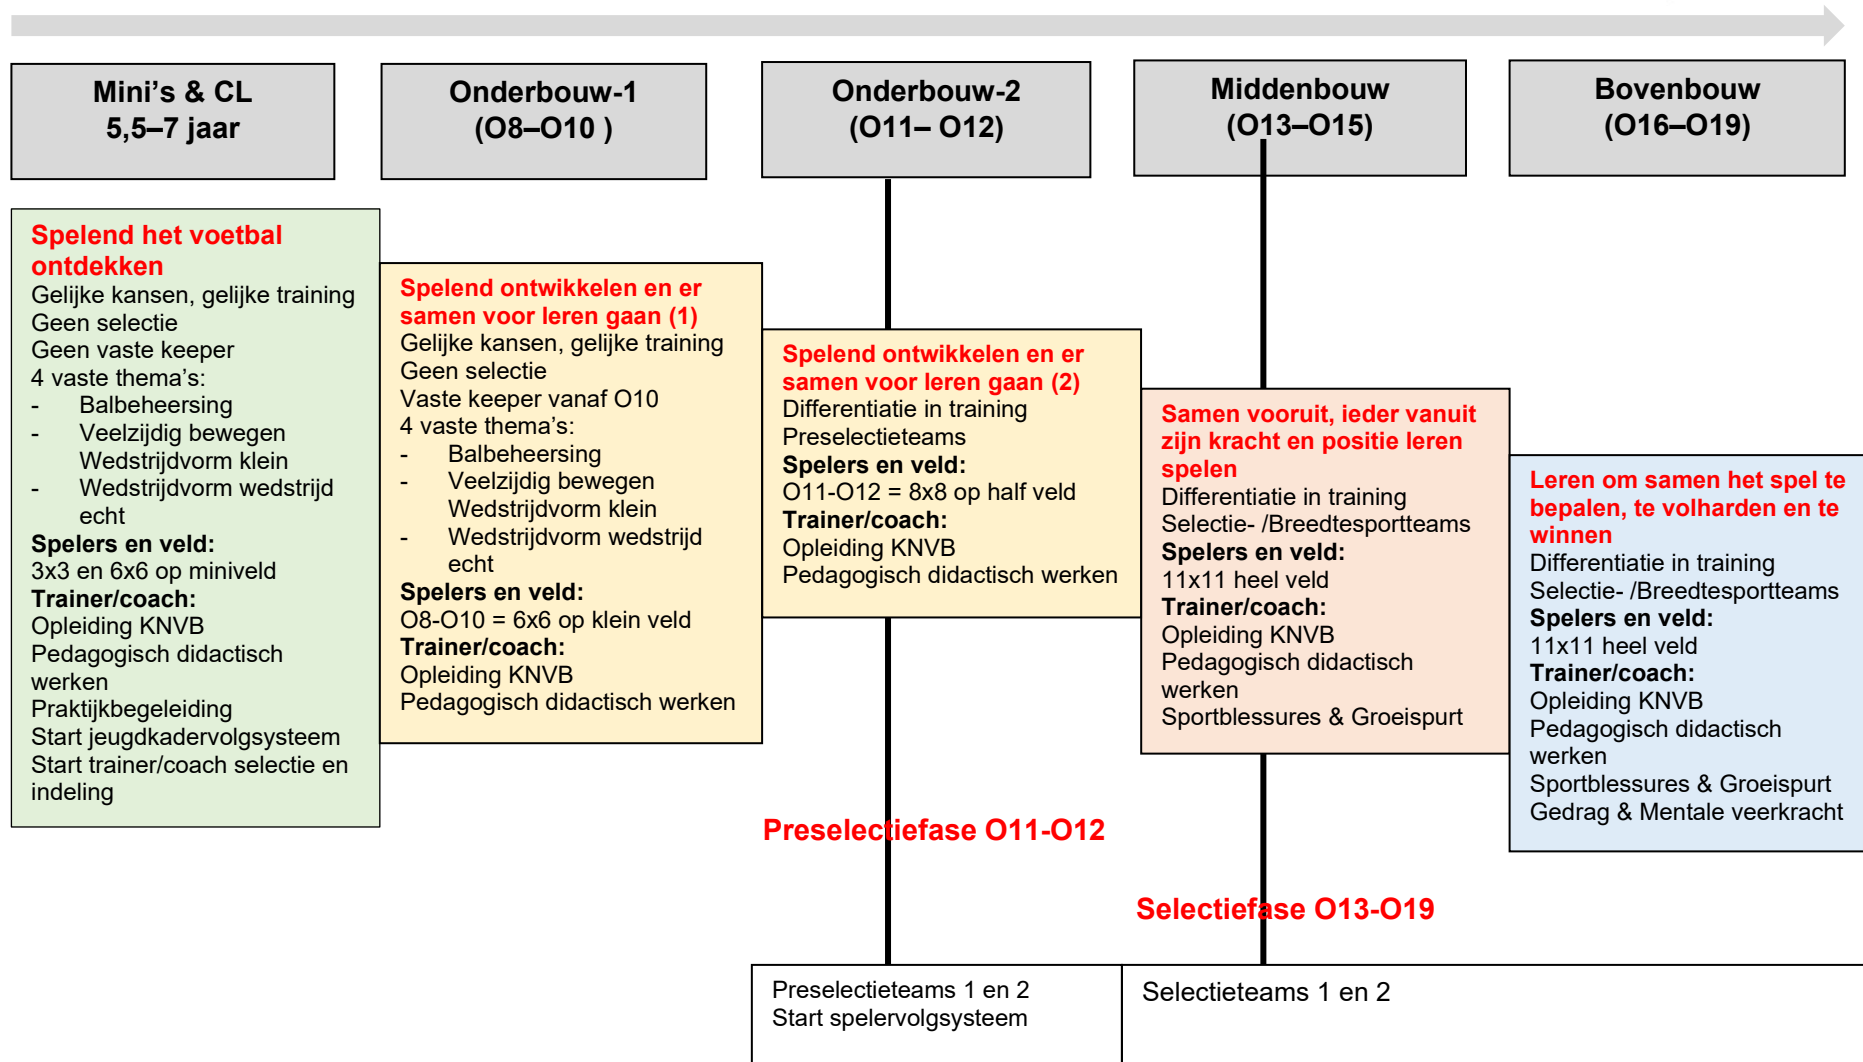 Mini's & CL
5,5–7 jaar
Onderbouw-1
(O8–O10 )
Onderbouw-2
(O11– O12)
Middenbouw
(O13–O15)
Bovenbouw
(O16–O19)
Spelend het voetbal
ontdekken
Gelijke kansen, gelijke training
Geen selectie
Geen vaste keeper
4 vaste thema's:
- Balbeheersing
- Veelzijdig bewegen
Wedstrijdvorm klein
- Wedstrijdvorm wedstrijd
echt
Spelers en veld:
3x3 en 6x6 op miniveld
Trainer/coach:
Opleiding KNVB
Pedagogisch didactisch
werken
Praktijkbegeleiding
Start jeugdkadervolgsysteem
Start trainer/coach selectie en
indeling
Spelend ontwikkelen en er
samen voor leren gaan (1)
Gelijke kansen, gelijke training
Geen selectie
Vaste keeper vanaf O10
4 vaste thema's:
- Balbeheersing
- Veelzijdig bewegen
Wedstrijdvorm klein
- Wedstrijdvorm wedstrijd
echt
Spelers en veld:
O8-O10 = 6x6 op klein veld
Trainer/coach:
Opleiding KNVB
Pedagogisch didactisch werken
Spelend ontwikkelen en er
samen voor leren gaan (2)
Differentiatie in training
Preselectieteams
Spelers en veld:
O11-O12 = 8x8 op half veld
Trainer/coach:
Opleiding KNVB
Pedagogisch didactisch werken
Samen vooruit, ieder vanuit
zijn kracht en positie leren
spelen
Differentiatie in training
Selectie- /Breedtesportteams
Spelers en veld:
11x11 heel veld
Trainer/coach:
Opleiding KNVB
Pedagogisch didactisch
werken
Sportblessures & Groeispurt
Leren om samen het spel te
bepalen, te volharden en te
winnen
Differentiatie in training
Selectie- /Breedtesportteams
Spelers en veld:
11x11 heel veld
Trainer/coach:
Opleiding KNVB
Pedagogisch didactisch
werken
Sportblessures & Groeispurt
Gedrag & Mentale veerkracht
Preselectiefase O11-O12
Selectiefase O13-O19
Preselectieteams 1 en 2
Start spelervolgsysteem
Selectieteams 1 en 2